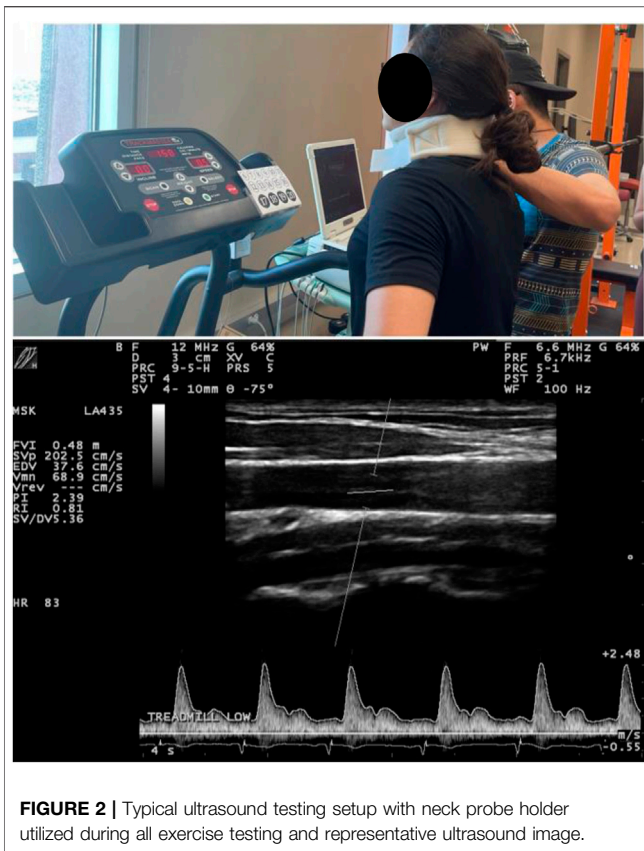 B F 12 MHz G 64% PW F 6.6 MHz G 64%
D 3 cm XV C PRF 6.7kHz
PRC 9-5-H PRS 5 PRC 5-1
PST 4 PST 2
SV 4- 10mm θ -75° WF 100 Hz
MSK LA435
FVI 0.48 m
SVp 202.5 cm/s
EDV 37.6 cm/s
Vmn 68.9 cm/s
Vrev --- cm/s
PI 2.39
RI 0.81
SV/DV5.36
HR 83
+2.48
TREADMILL LOW
m/s
4 s -0.55
FIGURE 2 | Typical ultrasound testing setup with neck probe holder
utilized during all exercise testing and representative ultrasound image.